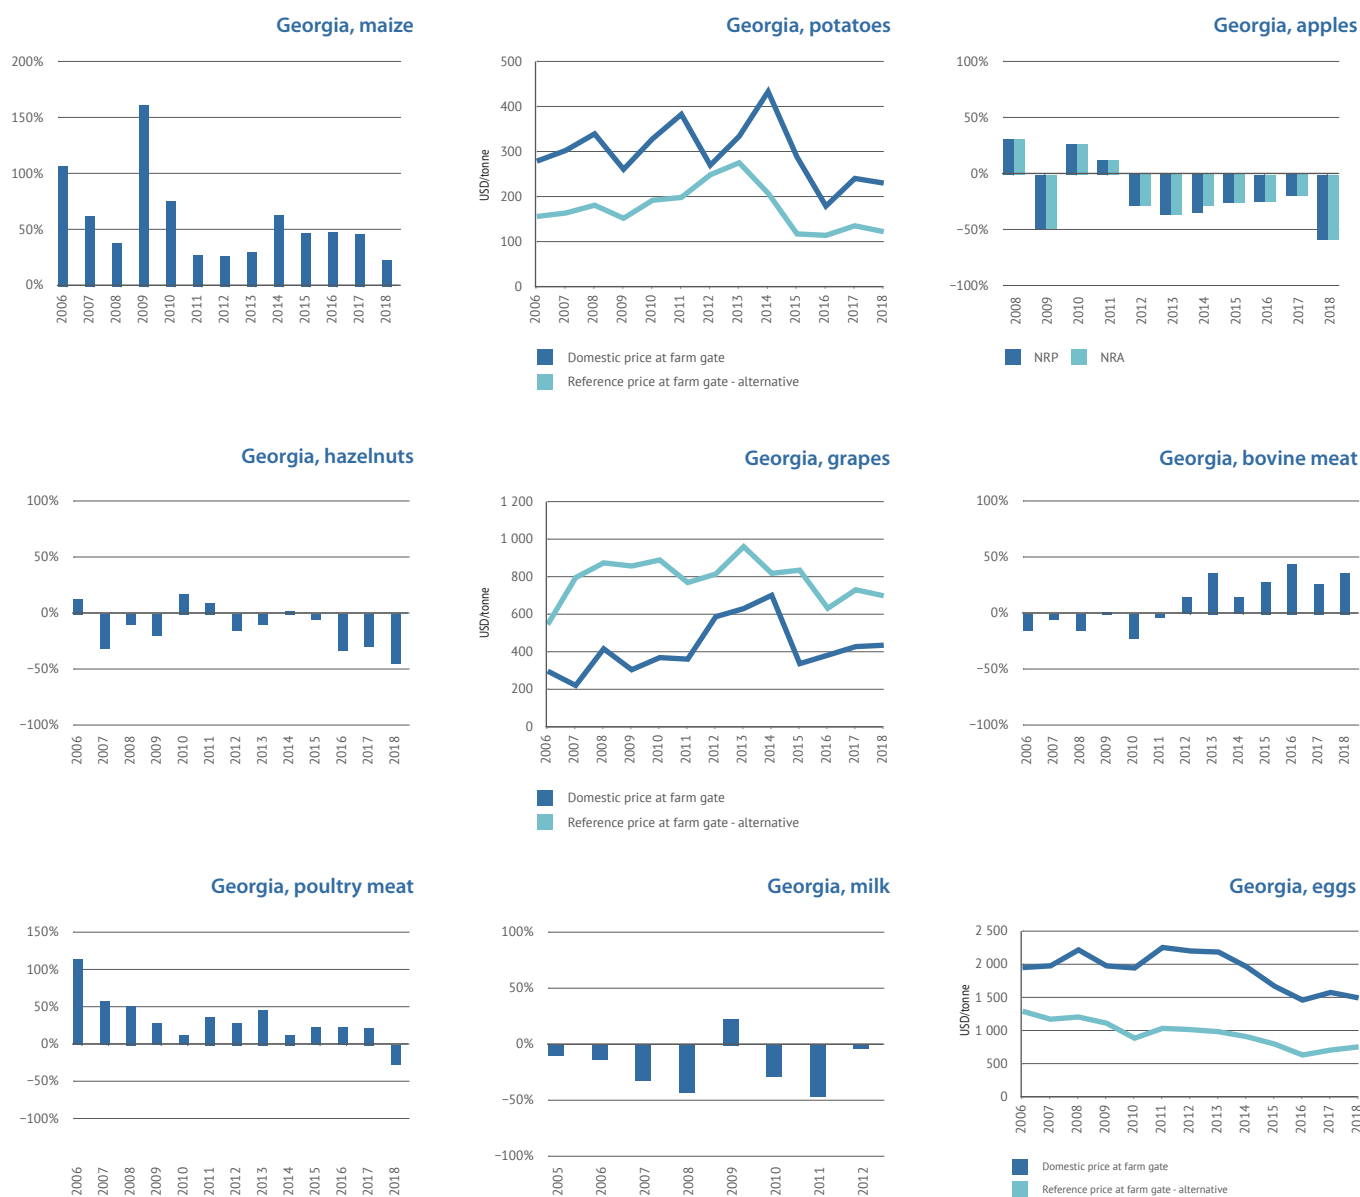 Georgia, maize
200%
150%
100%
50%
0%
2006 2007 2008 2009 2010 2011 2012 2013 2014 2015 2016 2017 2018
Georgia, potatoes
USD/tonne
500
400
300
200
100
0
2006 2007 2008 2009 2010 2011 2012 2013 2014 2015 2016 2017 2018
Domestic price at farm gate
Reference price at farm gate - alternative
Georgia, apples
100%
50%
0%
−50%
−100%
2008 2009 2010 2011 2012 2013 2014 2015 2016 2017 2018
NRP NRA
Georgia, hazelnuts
100%
50%
0%
−50%
−100%
2006 2007 2008 2009 2010 2011 2012 2013 2014 2015 2016 2017 2018
Georgia, grapes
USD/tonne
1 200
1 000
800
600
400
200
0
2006 2007 2008 2009 2010 2011 2012 2013 2014 2015 2016 2017 2018
Domestic price at farm gate
Reference price at farm gate - alternative
Georgia, bovine meat
100%
50%
0%
−50%
−100%
2006 2007 2008 2009 2010 2011 2012 2013 2014 2015 2016 2017 2018
Georgia, poultry meat
150%
100%
50%
0%
−50%
−100%
2006 2007 2008 2009 2010 2011 2012 2013 2014 2015 2016 2017 2018
Georgia, milk
100%
50%
0%
−50%
−100%
2005 2006 2007 2008 2009 2010 2011 2012
Georgia, eggs
USD/tonne
2 500
2 000
1 500
1 000
500
0
2006 2007 2008 2009 2010 2011 2012 2013 2014 2015 2016 2017 2018
Domestic price at farm gate
Reference price at farm gate - alternative